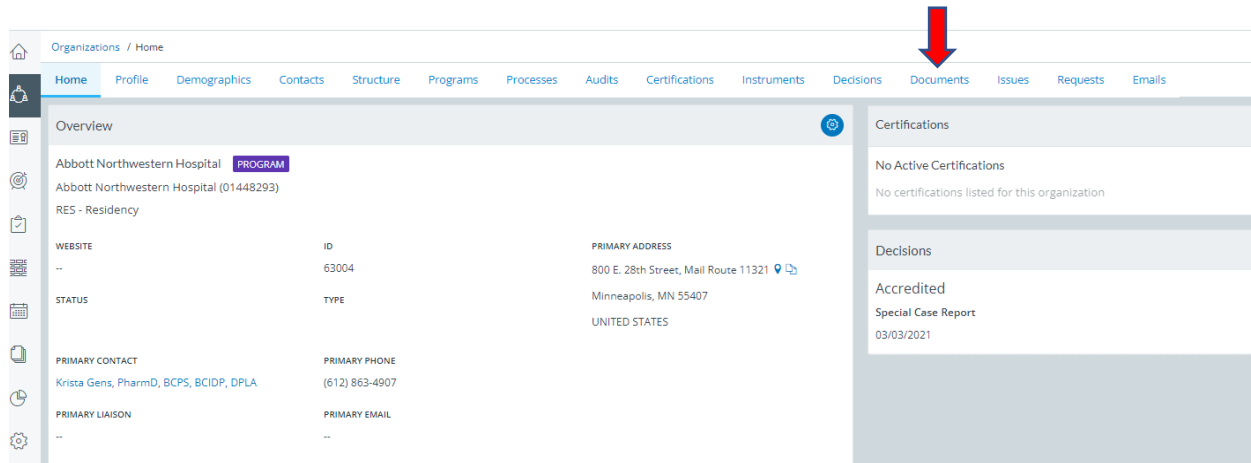 Organizations / Home
Home Profile Demographics Contacts Structure Programs Processes Audits Certifications Instruments Decisions Documents Issues Requests Emails
Overview
Abbott Northwestern Hospital PROGRAM
Abbott Northwestern Hospital (01448293)
RES - Residency
WEBSITE ID PRIMARY ADDRESS
-- 63004 800 E. 28th Street, Mail Route 11321
STATUS TYPE Minneapolis, MN 55407
UNITED STATES
PRIMARY CONTACT PRIMARY PHONE
Krista Gens, PharmD, BCPS, BCIDP, DPLA (612) 863-4907
PRIMARY LIAISON PRIMARY EMAIL
-- --
Certifications
No Active Certifications
No certifications listed for this organization
Decisions
Accredited
Special Case Report
03/03/2021